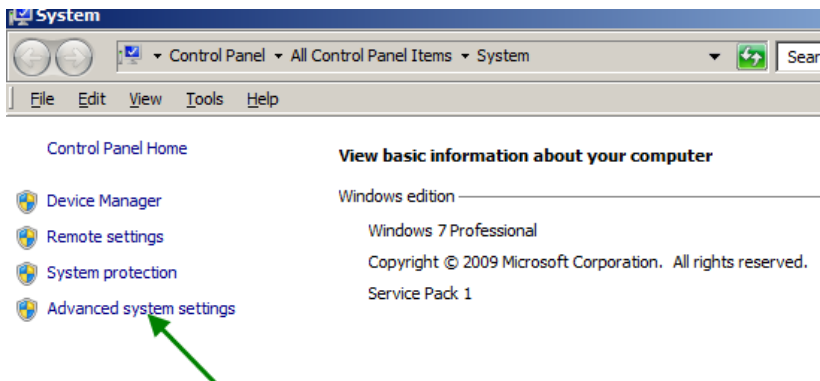 System
Control Panel All Control Panel Items System Sear
File Edit View Tools Help
Control Panel Home
Device Manager
Remote settings
System protection
Advanced system settings
View basic information about your computer
Windows edition
Windows 7 Professional
Copyright © 2009 Microsoft Corporation. All rights reserved.
Service Pack 1